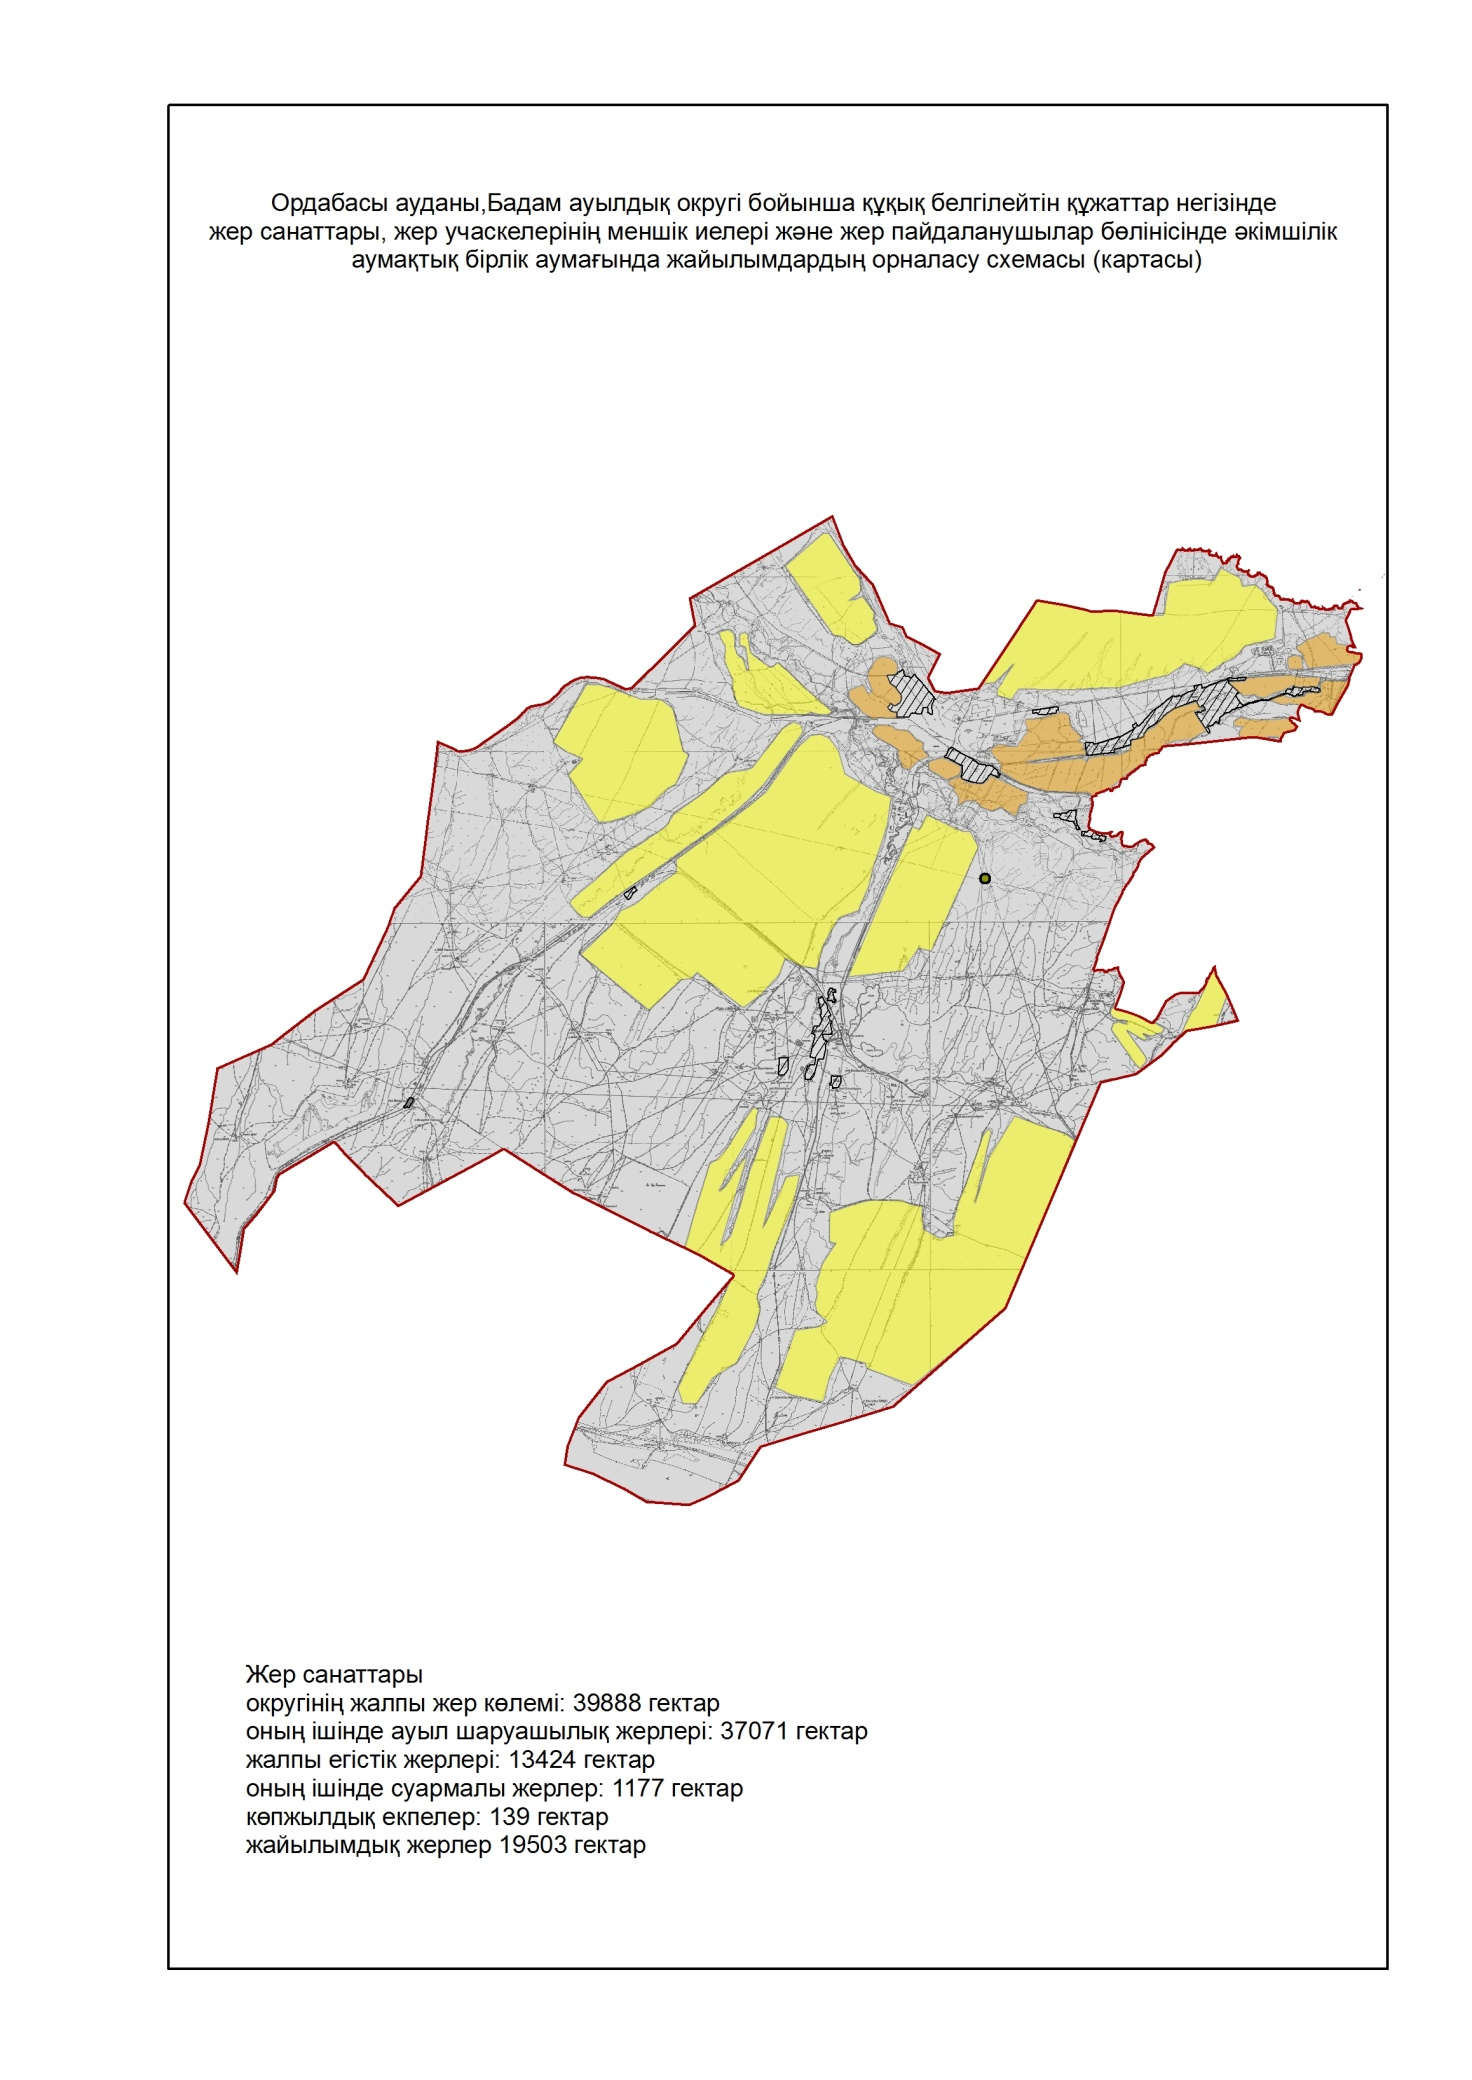 Ордабасы ауданы,Бадам ауылдық округі бойынша құқық белгілейтін құжаттар негізінде
жер санаттары, жер учаскелерінің меншік иелері және жер пайдаланушылар бөлінісінде әкімшілік
аумақтық бірлік аумағында жайылымдардың орналасу схемасы (картасы)
Жер санаттары
округінің жалпы жер көлемі: 39888 гектар
оның ішінде ауыл шаруашылық жерлері: 37071 гектар
жалпы егістік жерлері: 13424 гектар
оның ішінде суармалы жерлер: 1177 гектар
көпжылдық екпелер: 139 гектар
жайылымдық жерлер 19503 гектар